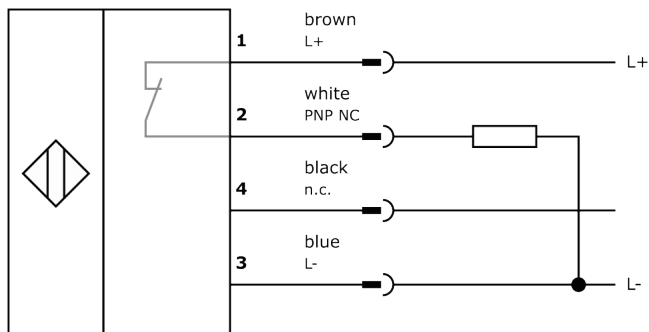 brown
1 L+ L+
white
2 PNP NC
black
4 n.c.
blue
3 L- L-